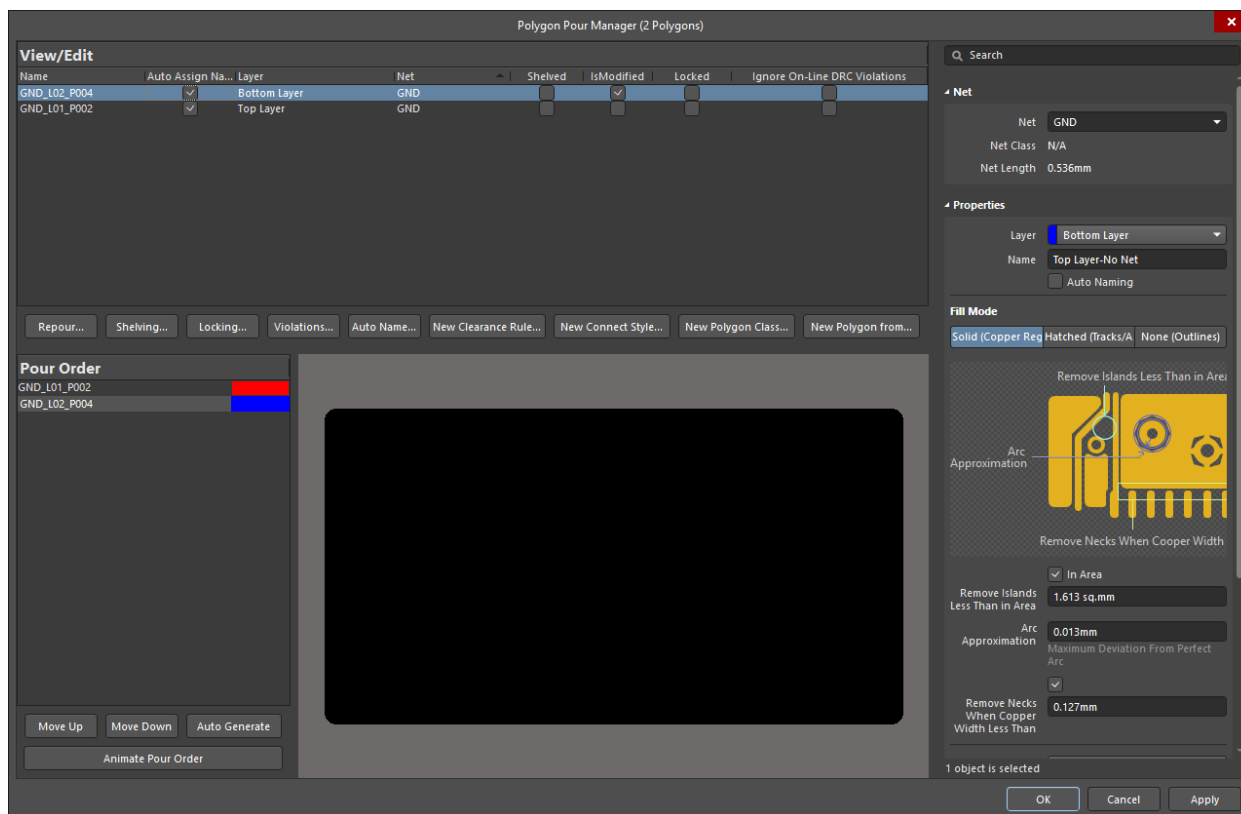 Polygon Pour Manager (2 Polygons)
View/Edit
Name Auto Assign Na... Layer Net Shelved IsModified Locked Ignore On-Line DRC Violations
GND_L02_P004 Bottom Layer GND
GND_L01_P002 Top Layer GND
Repour... Shelving... Locking... Violations... Auto Name... New Clearance Rule... New Connect Style... New Polygon Class... New Polygon from...
Pour Order
GND_L01_P002
GND_L02_P004
Move Up Move Down Auto Generate
Animate Pour Order
Search
Net
Net GND
Net Class N/A
Net Length 0.536mm
Properties
Layer Bottom Layer
Name Top Layer-No Net
Auto Naming
Fill Mode
Solid (Copper Reg Hatched (Tracks/A None (Outlines)
Remove Islands Less Than in Area
Arc
Approximation
Remove Necks When Cooper Width
In Area
Remove Islands
Less Than in Area
1.613 sq.mm
Arc
Approximation
0.013mm
Maximum Deviation From Perfect
Arc
Remove Necks
When Copper
Width Less Than
0.127mm
1 object is selected
OK Cancel Apply